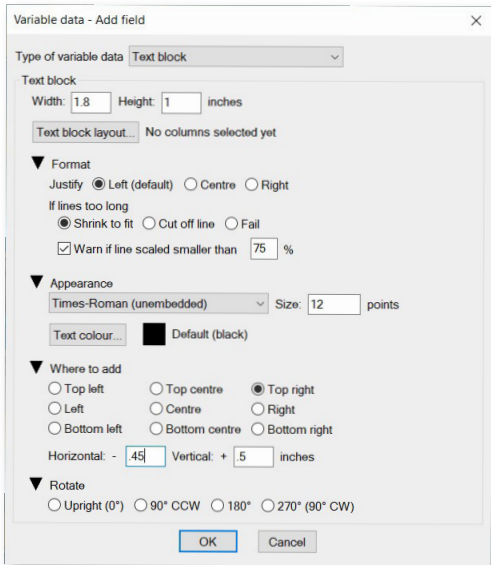 Variable data - Add field
Type of variable data Text block
Text block
Width: 1.8 Height: 1 inches
Text block layout... No columns selected yet
Format
Justify Left (default) Centre Right
If lines too long
Shrink to fit Cut off line Fail
Warn if line scaled smaller than 75 %
Appearance
Times-Roman (unembedded) Size: 12 points
Text colour... Default (black)
Where to add
Top left Top centre Top right
Left Centre Right
Bottom left Bottom centre Bottom right
Horizontal: - .45 Vertical: + .5 inches
Rotate
Upright (0°) 90° CCW 180° 270° (90° CW)
OK Cancel